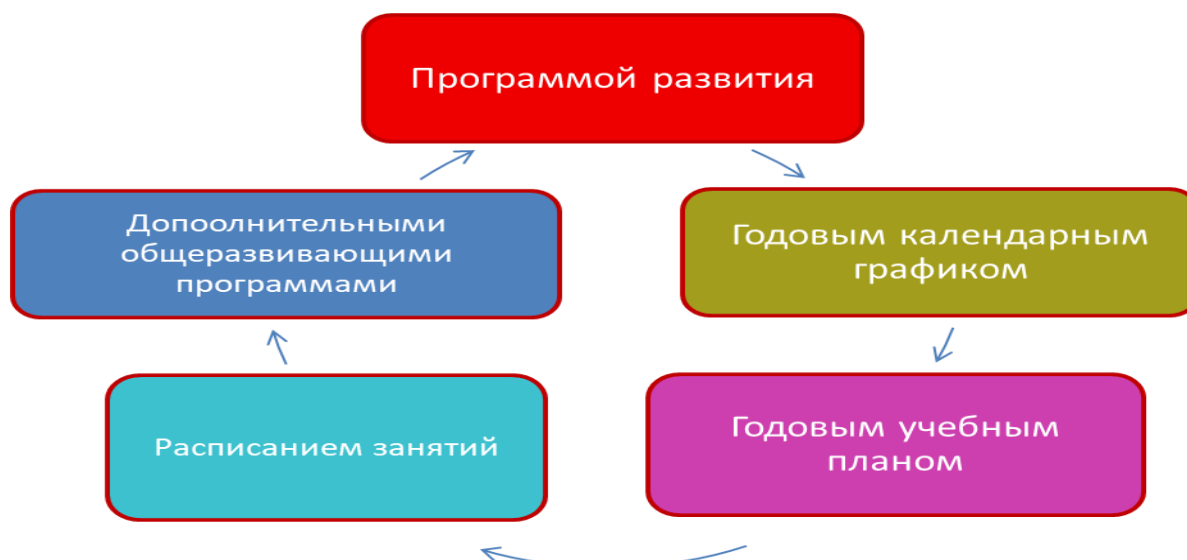 Программой развития
Годовым календарным
графиком
Годовым учебным
планом
Расписанием занятий
Допоолнительными
общеразвивающими
программами